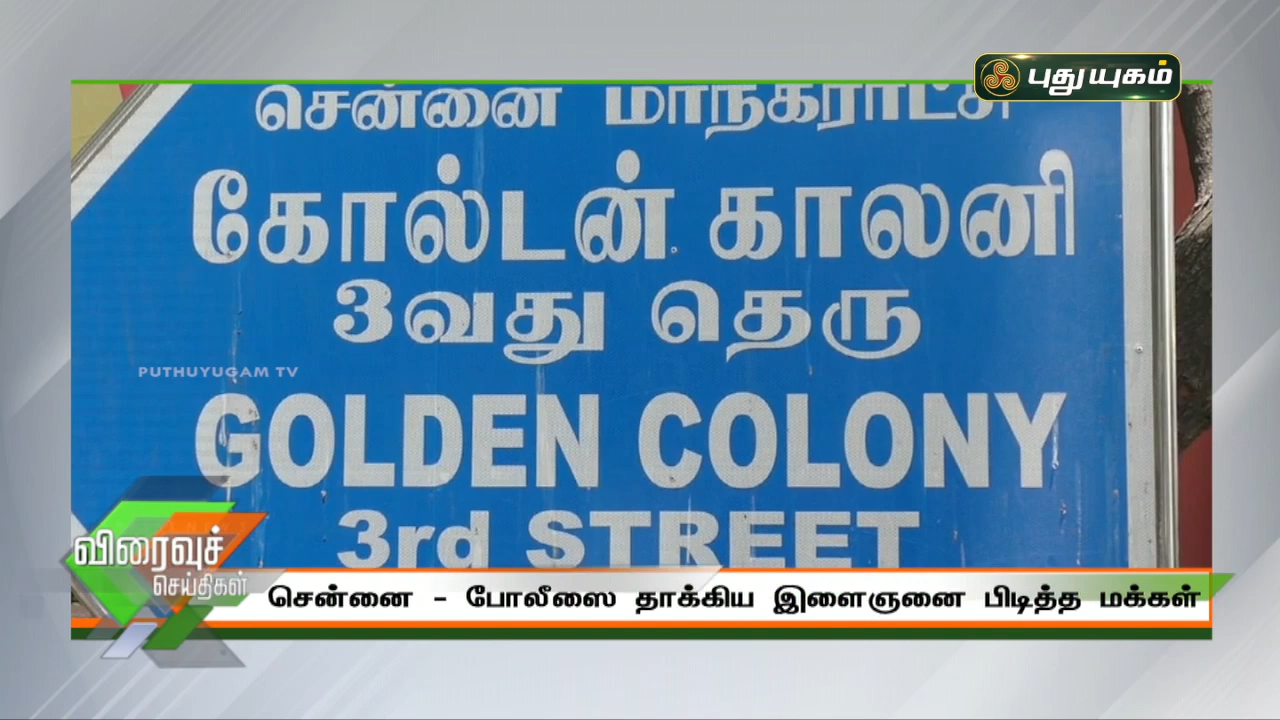 புதுயுகம்
சென்னை மாநகராட்சி
கோல்டன் காலனி
3வது தெரு
PUTHUYUGAM TV
GOLDEN COLONY
3rd STREET
விரைவுச்
செய்திகள்
சென்னை - போலீஸை தாக்கிய இளைஞனை பிடித்த மக்கள்